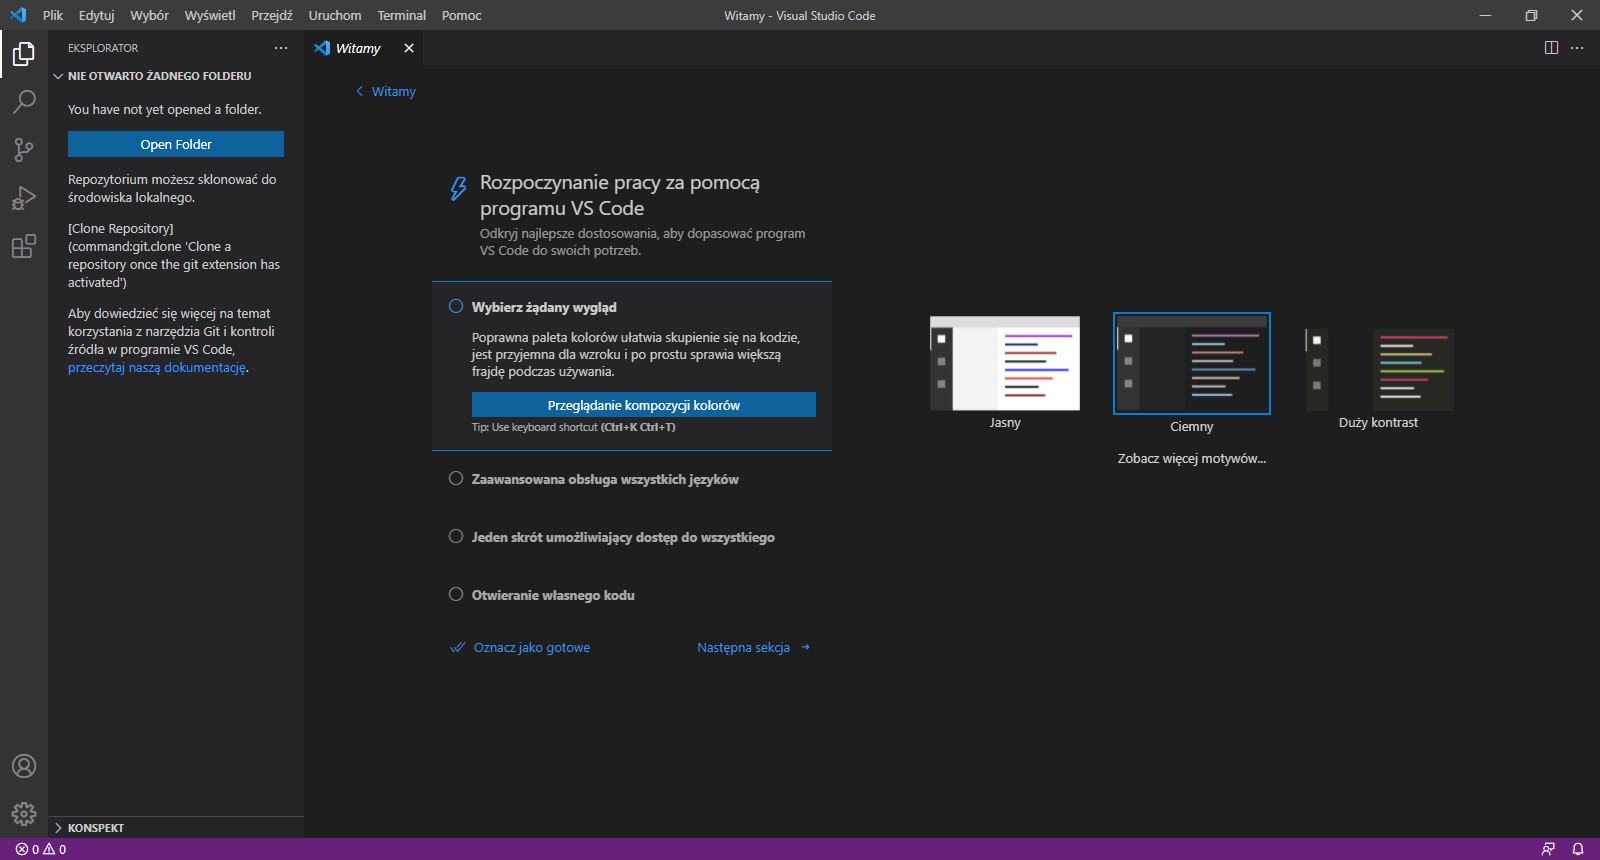 Plik Edytuj Wybór Wyświetl Przejdź Uruchom Terminal Pomoc
Witamy - Visual Studio Code
EKSPLORATOR
NIE OTWARTO ŻADNEGO FOLDERU
You have not yet opened a folder.
Open Folder
Repozytorium możesz sklonować do
środowiska lokalnego.
[Clone Repository]
(command:git.clone 'Clone a
repository once the git extension has
activated')
Aby dowiedzieć się więcej na temat
korzystania z narzędzia Git i kontroli
źródła w programie VS Code,
przeczytaj naszą dokumentację.
KONSPEKT
Witamy
Witamy
Rozpoczynanie pracy za pomocą
programu VS Code
Odkryj najlepsze dostosowania, aby dopasować program
VS Code do swoich potrzeb.
Wybierz żądany wygląd
Poprawna paleta kolorów ułatwia skupienie się na kodzie,
jest przyjemna dla wzroku i po prostu sprawia większą
frajdę podczas używania.
Przeglądanie kompozycji kolorów
Tip: Use keyboard shortcut (Ctrl+K Ctrl+T)
Zaawansowana obsługa wszystkich języków
Jeden skrót umożliwiający dostęp do wszystkiego
Otwieranie własnego kodu
Oznacz jako gotowe
Następna sekcja
Jasny
Ciemny
Duży kontrast
Zobacz więcej motywów...
0 0